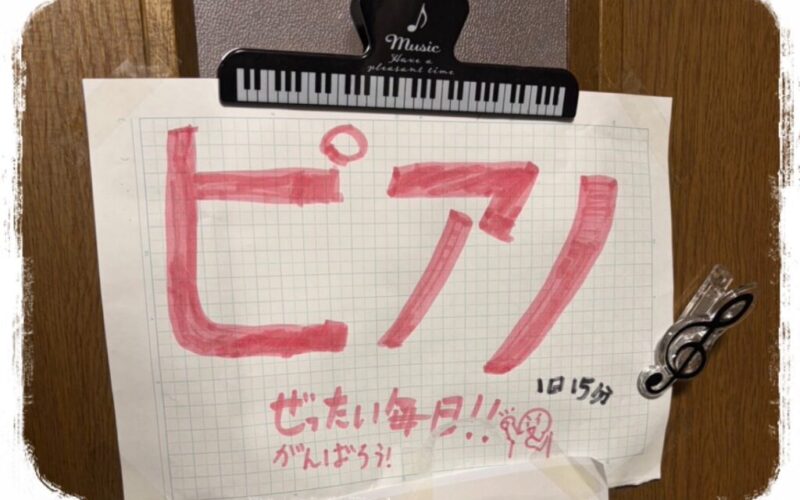 Music
Have a
pleasant time
ピアノ
1日15分
ぜったい毎日!!
がんばろう!